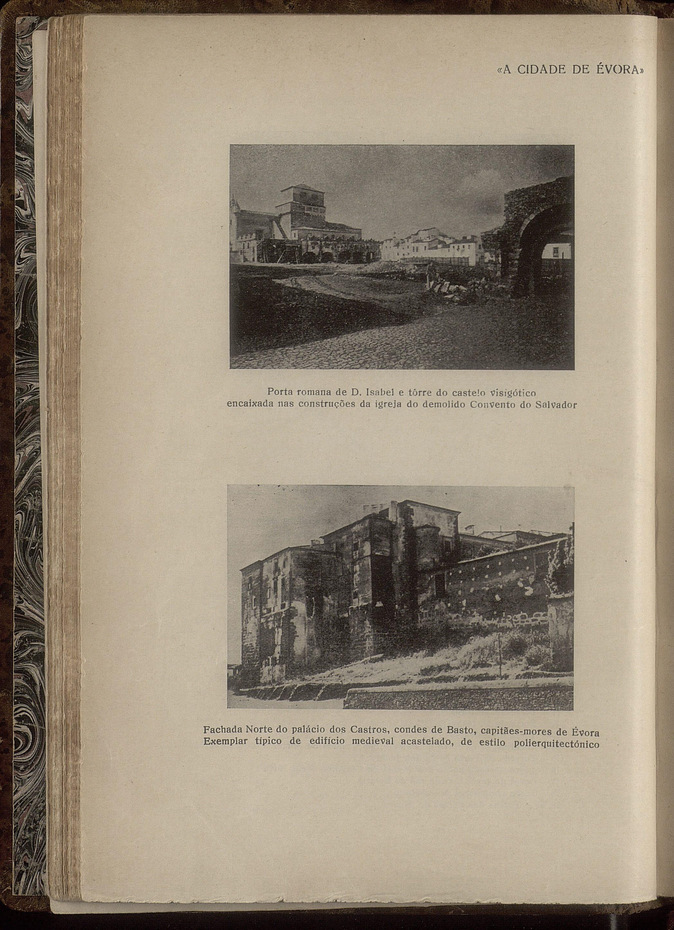 «A CIDADE DE ÉVORA»
Porta romana de D. Isabel e tôrre do castelo visigótico
encaixada nas construções da igreja do demolido Convento do Salvador
Fachada Norte do palácio dos Castros, condes de Basto, capitães-mores de Évora
Exemplar típico de edifício medieval acastelado, de estilo polierquitectónico